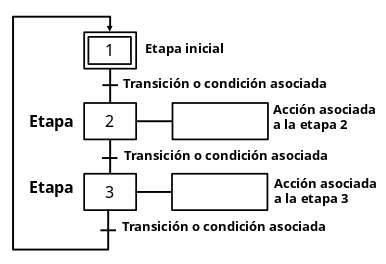 1 Etapa inicial
Transición o condición asociada
Etapa 2 Acción asociada
a la etapa 2
Transición o condición asociada
Etapa 3 Acción asociada
a la etapa 3
Transición o condición asociada